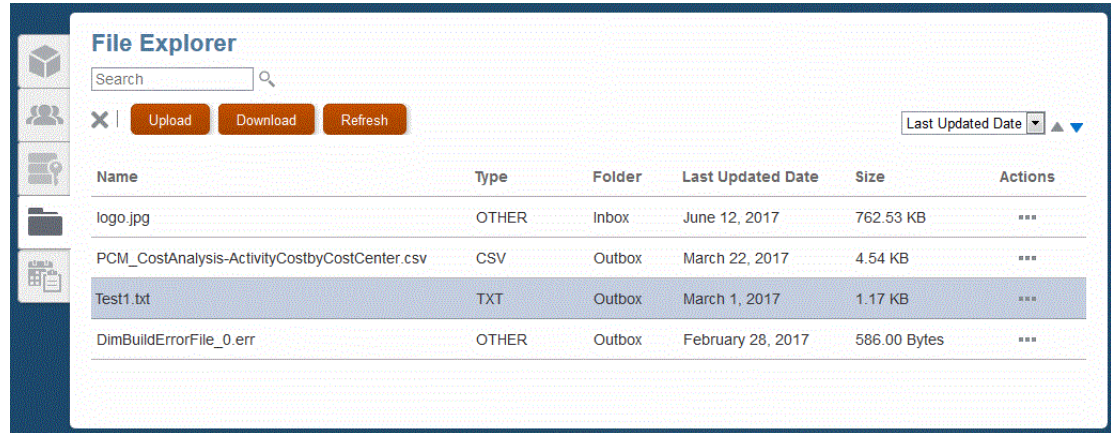 File Explorer
Search
Upload Download Refresh Last Updated Date
Name Type Folder Last Updated Date Size Actions
logo.jpg OTHER Inbox June 12, 2017 762.53 KB
PCM_CostAnalysis-ActivityCostbyCostCenter.csv CSV Outbox March 22, 2017 4.54 KB
Test1.txt TXT Outbox March 1, 2017 1.17 KB
DimBuildErrorFile_0.err OTHER Outbox February 28, 2017 586.00 Bytes